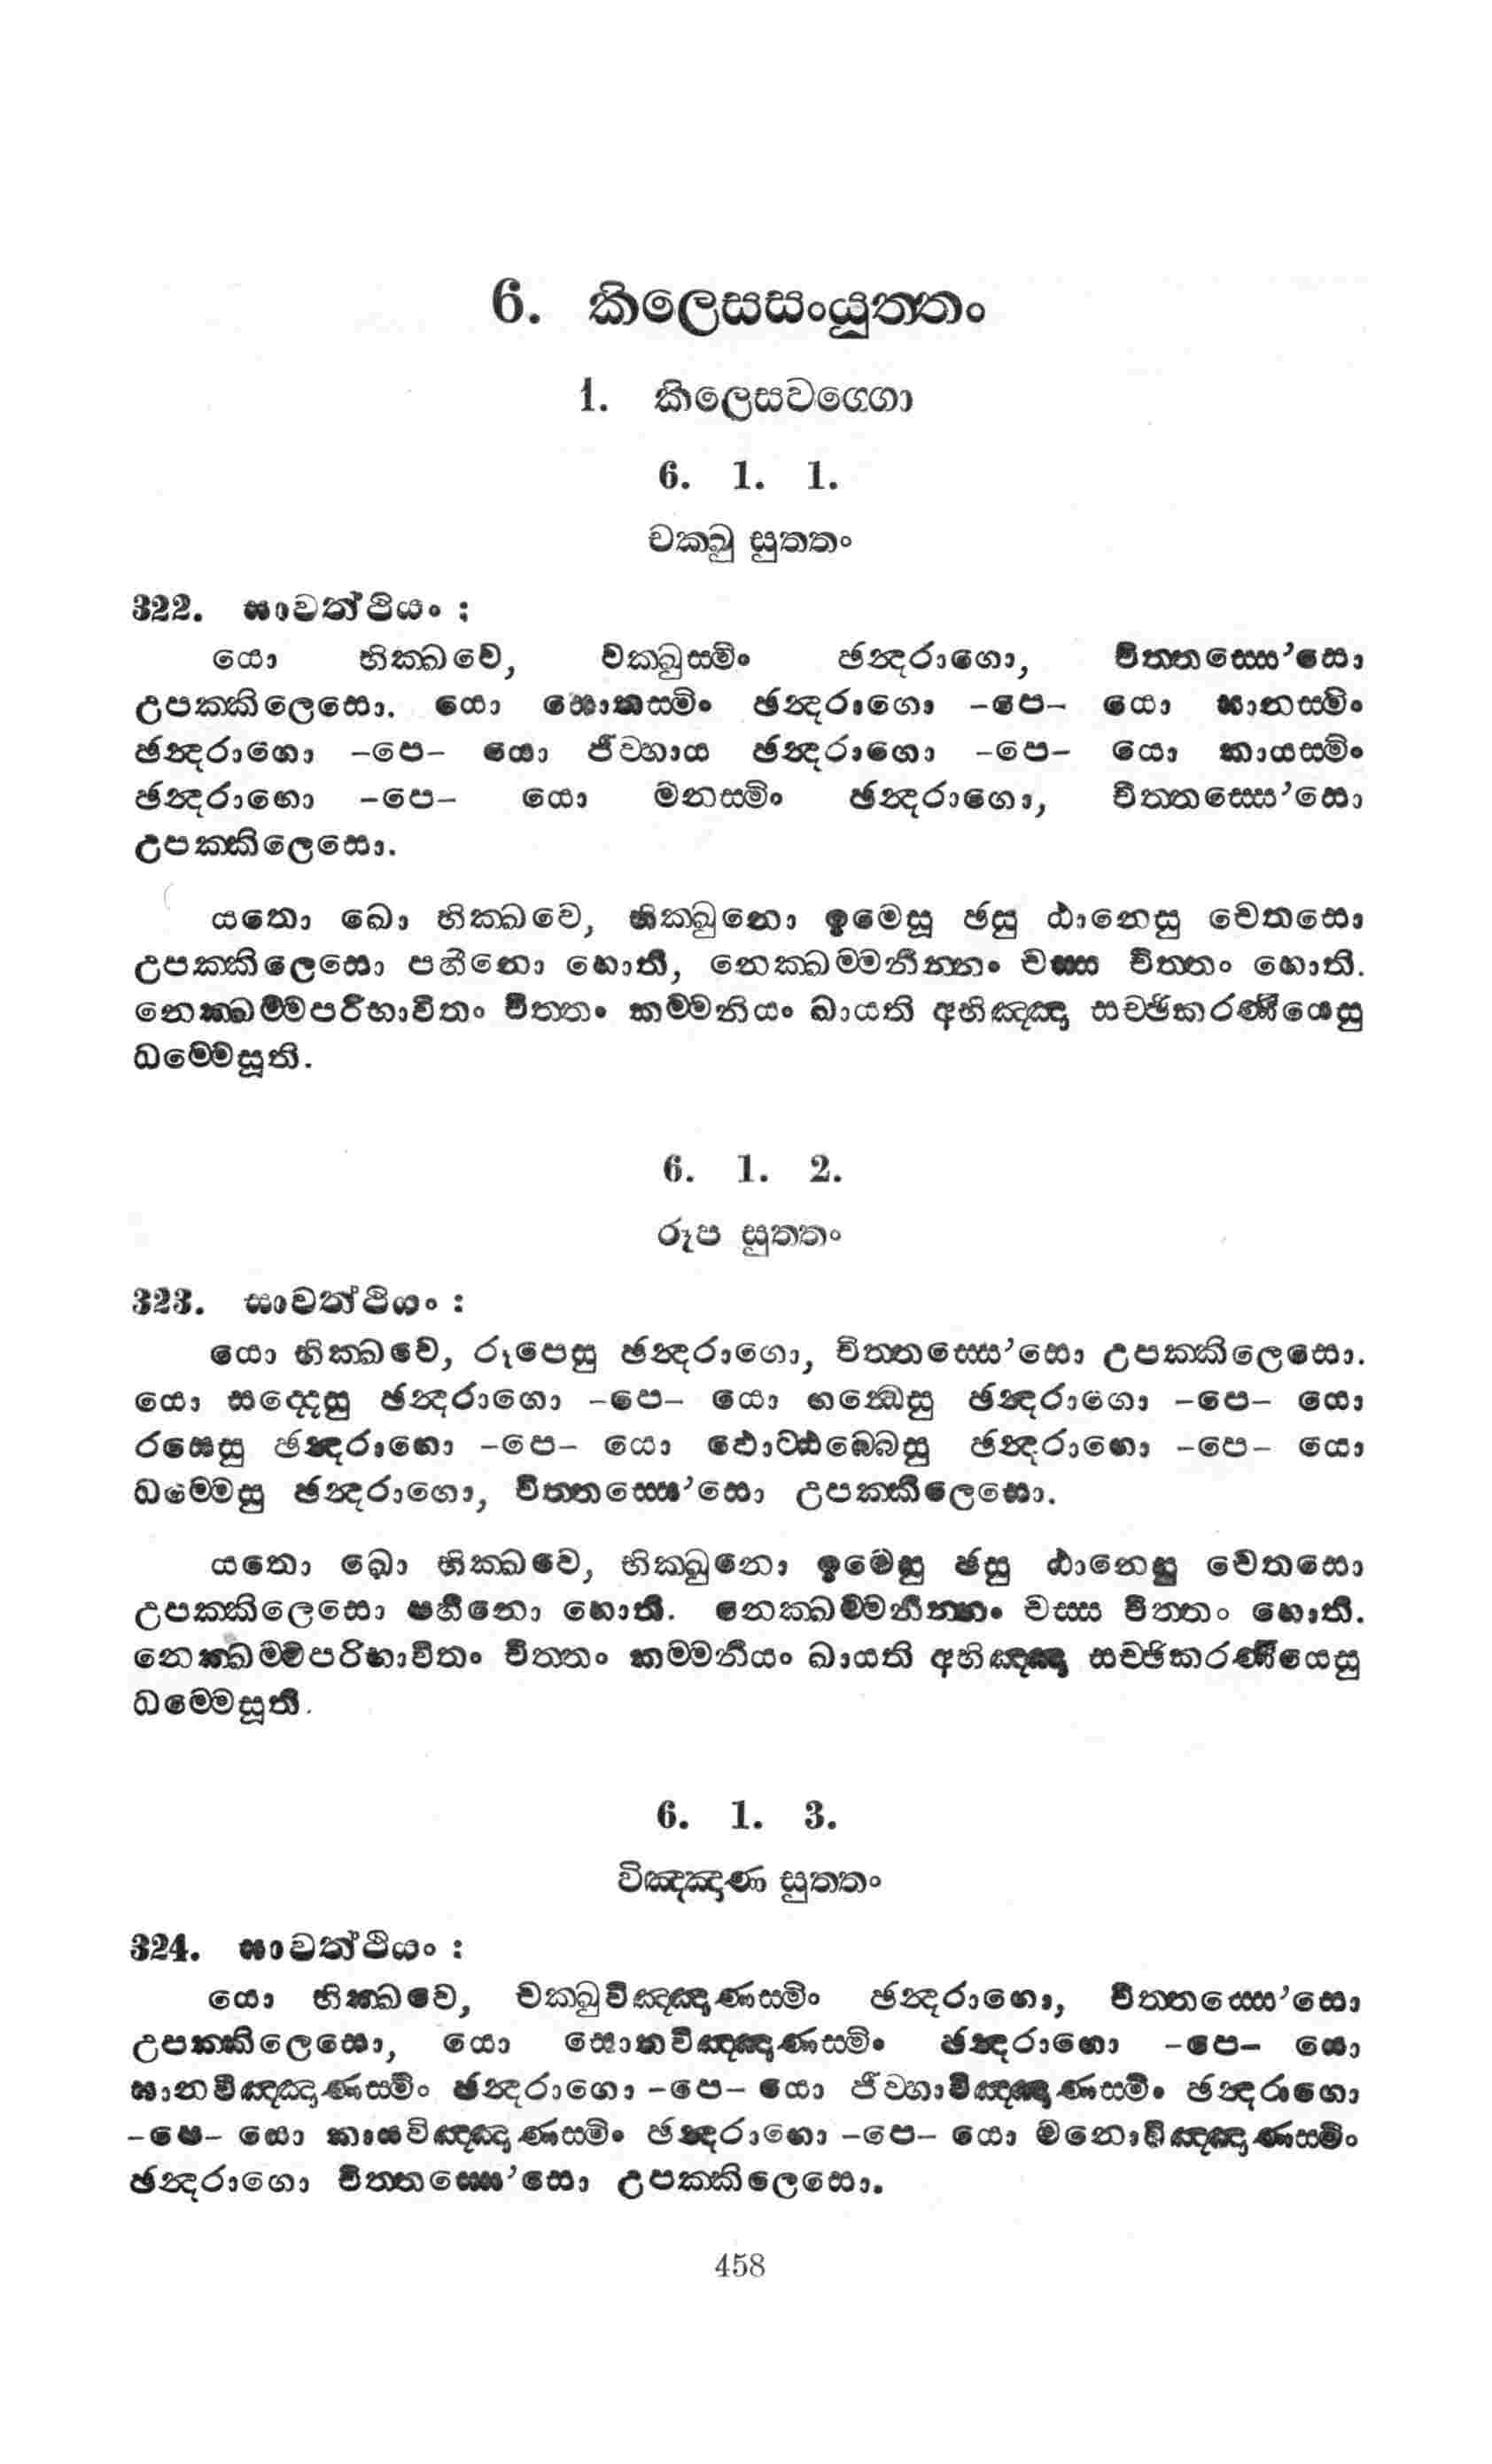 6. කිලෙසසංයුත්තං
1. කිලෙසවග්ගො
6. 1. 1.
චක්ඛු සුත්තං
322. සාවත්ථියං :
යො භික්ඛවෙ, චක්ඛුස්මිං ඡන්දරාගො, චිත්තස්සෙ’සො
උපක්කිලෙසො. යො සොතස්මිං ඡන්දරාගො -පෙ- යො ඝානස්මිං
ඡන්දරාගො -පෙ- යො ජිව්හාය ඡන්දරාගො -පෙ- යො කායස්මිං
ඡන්දරාගො -පෙ- යො මනස්මිං ඡන්දරාගො, චිත්තස්සෙ’සො
උපක්කිලෙසො.
යතො ඛො භික්ඛවෙ, භික්ඛුනො ඉමෙසූ ඡසු ඨානෙසු චෙතසො
උපක්කිලෙසො පහීනො හොති, නෙක්ඛම්මනින්නං චස්ස චිත්තං හොති.
නෙක්ඛම්මපරිභාවිතං චිත්තං කම්මනියං ඛායති අභිඤ්ඤා සච්ඡිකරණීයෙසු
ධම්මෙසූති.
6. 1. 2.
රූප සුත්තං
323. සාවත්ථියං :
යො භික්ඛවෙ, රූපෙසු ඡන්දරාගො, චිත්තස්සෙ’සො උපක්කිලෙසො.
යො සද්දෙසු ඡන්දරාගො -පෙ- යො ගන්ධෙසු ඡන්දරාගො -පෙ- යො
රසෙසු ඡන්දරාගො -පෙ- යො ඵොට්ඨබ්බෙසු ඡන්දරාගො -පෙ- යො
ධම්මෙසු ඡන්දරාගො, චිත්තස්සෙ’සො උපක්කිලෙසො.
යතො ඛො භික්ඛවෙ, භික්ඛුනො ඉමෙසු ඡසු ඨානෙසු චෙතසො
උපක්කිලෙසො පහීනො හොති. නෙක්ඛම්මනින්නං චස්ස චිත්තං හොති.
නෙක්ඛම්මපරිභාවිතං චිත්තං කම්මනීයං ඛායති අභිඤ්ඤා සච්ඡිකරණීයෙසු
ධම්මෙසූති.
6. 1. 3.
විඤ්ඤාණ සුත්තං
324. සාවත්ථියං :
යො භික්ඛවෙ, චක්ඛුවිඤ්ඤාණස්මිං ඡන්දරාගො, චිත්තස්සෙ’සො
උපක්කිලෙසො, යො සොතවිඤ්ඤාණස්මිං ඡන්දරාගො -පෙ- යො
ඝානවිඤ්ඤාණස්මිං ඡන්දරාගො -පෙ- යො ජිව්හාවිඤ්ඤාණස්මිං ඡන්දරාගො
-පෙ- යො කායවිඤ්ඤාණස්මිං ඡන්දරාගො -පෙ- යො මනොවිඤ්ඤාණස්මිං
ඡන්දරාගො චිත්තස්සෙ’සො උපක්කිලෙසො.
458